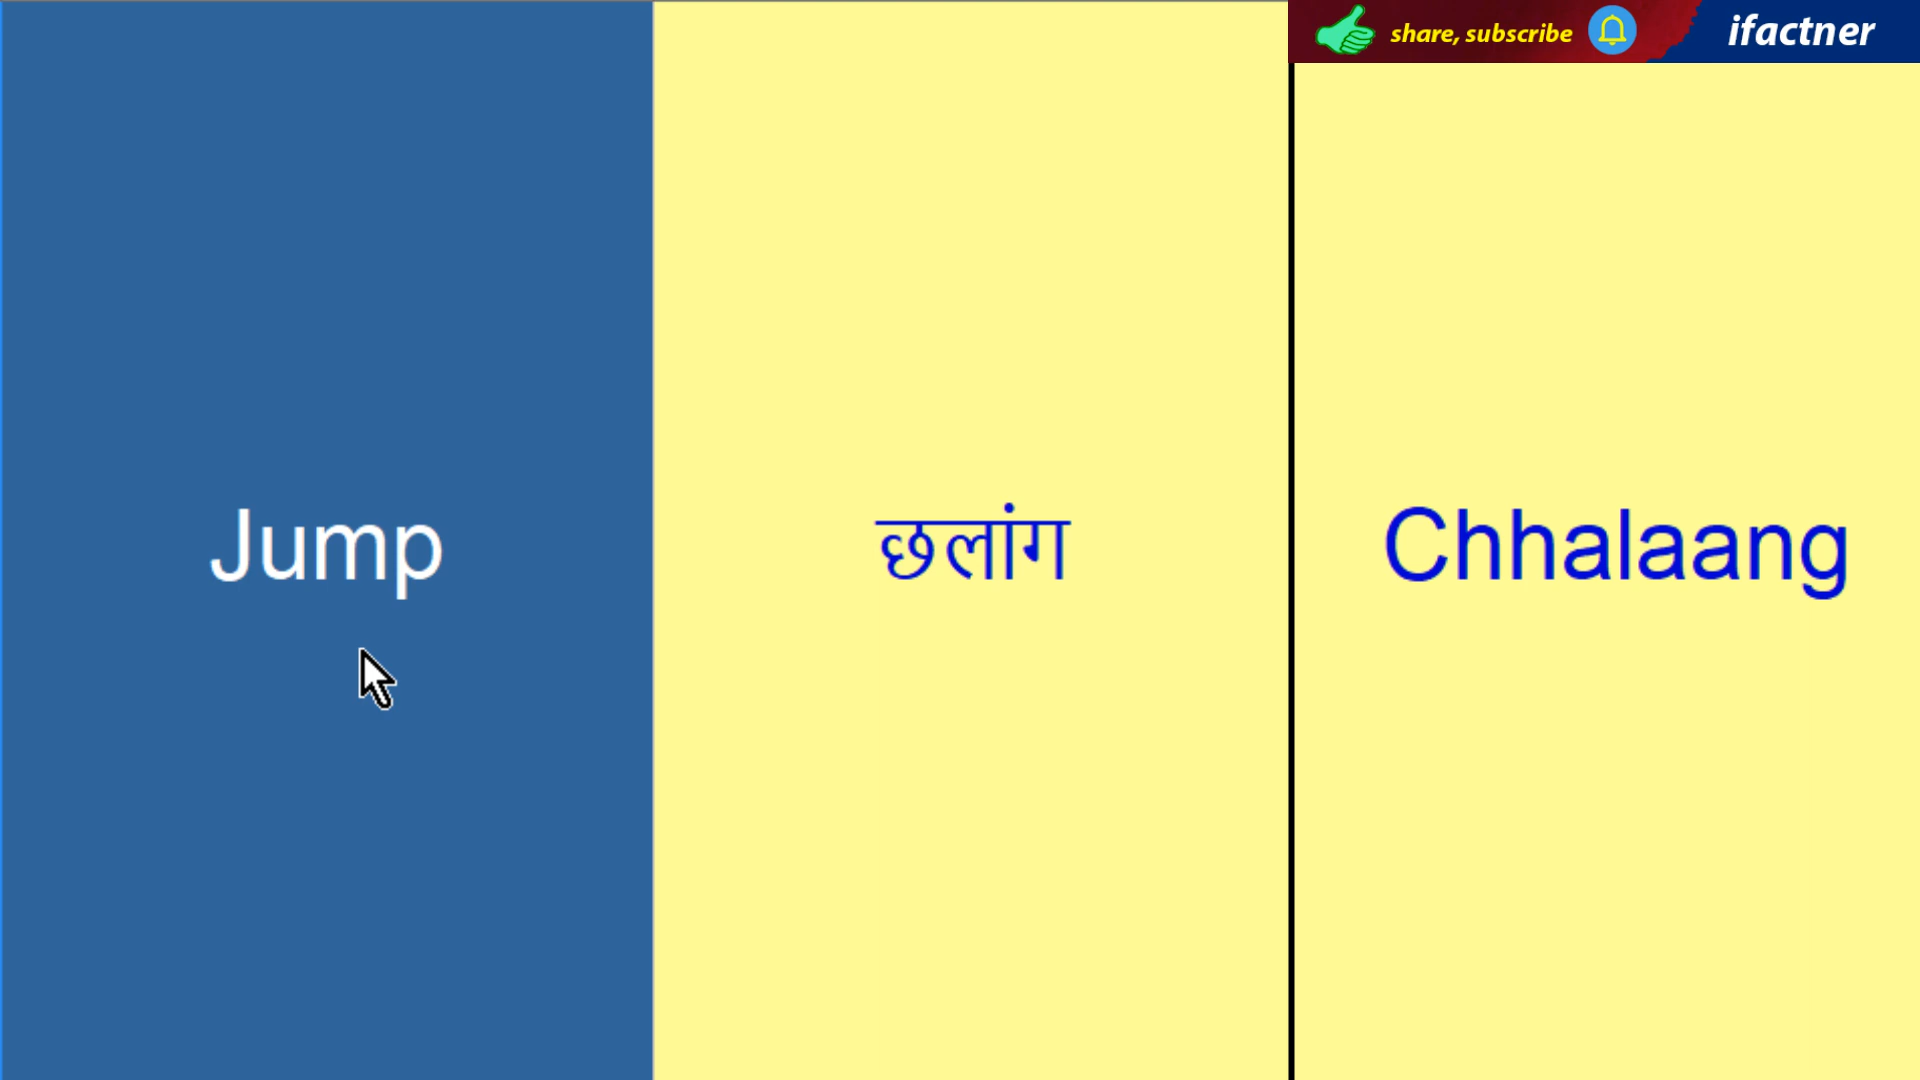 share, subscribe
ifactner
Jump
छलांग
Chhalaang